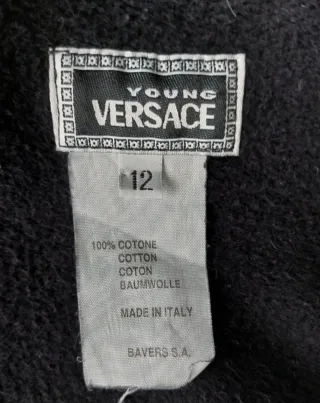 YOUNG
VERSACE
12
100% COTONE
COTTON
COTON
BAUMWOLLE
MADE IN ITALY
BAVERS S.A.